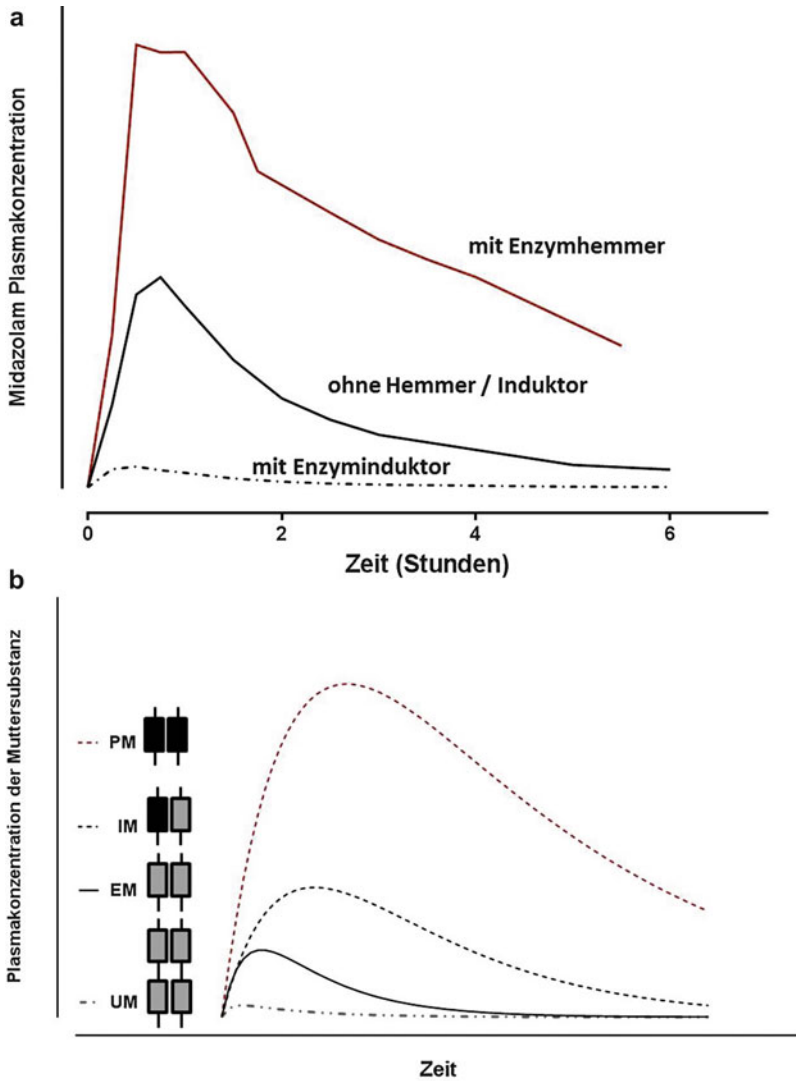 a
Midazolam Plasmakonzentration
mit Enzymhemmer
ohne Hemmer / Induktor
mit Enzyminduktor
0 2 4 6
Zeit (Stunden)
b
Plasmakonzentration der Muttersubstanz
PM
IM
EM
UM
Zeit